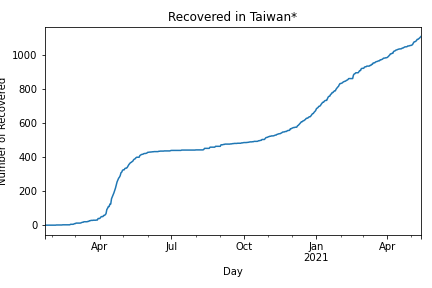 Recovered in Taiwan*
Number of Recovered
1000
800
600
400
200
0
Apr
Jul
Oct
Jan
2021
Apr
Day